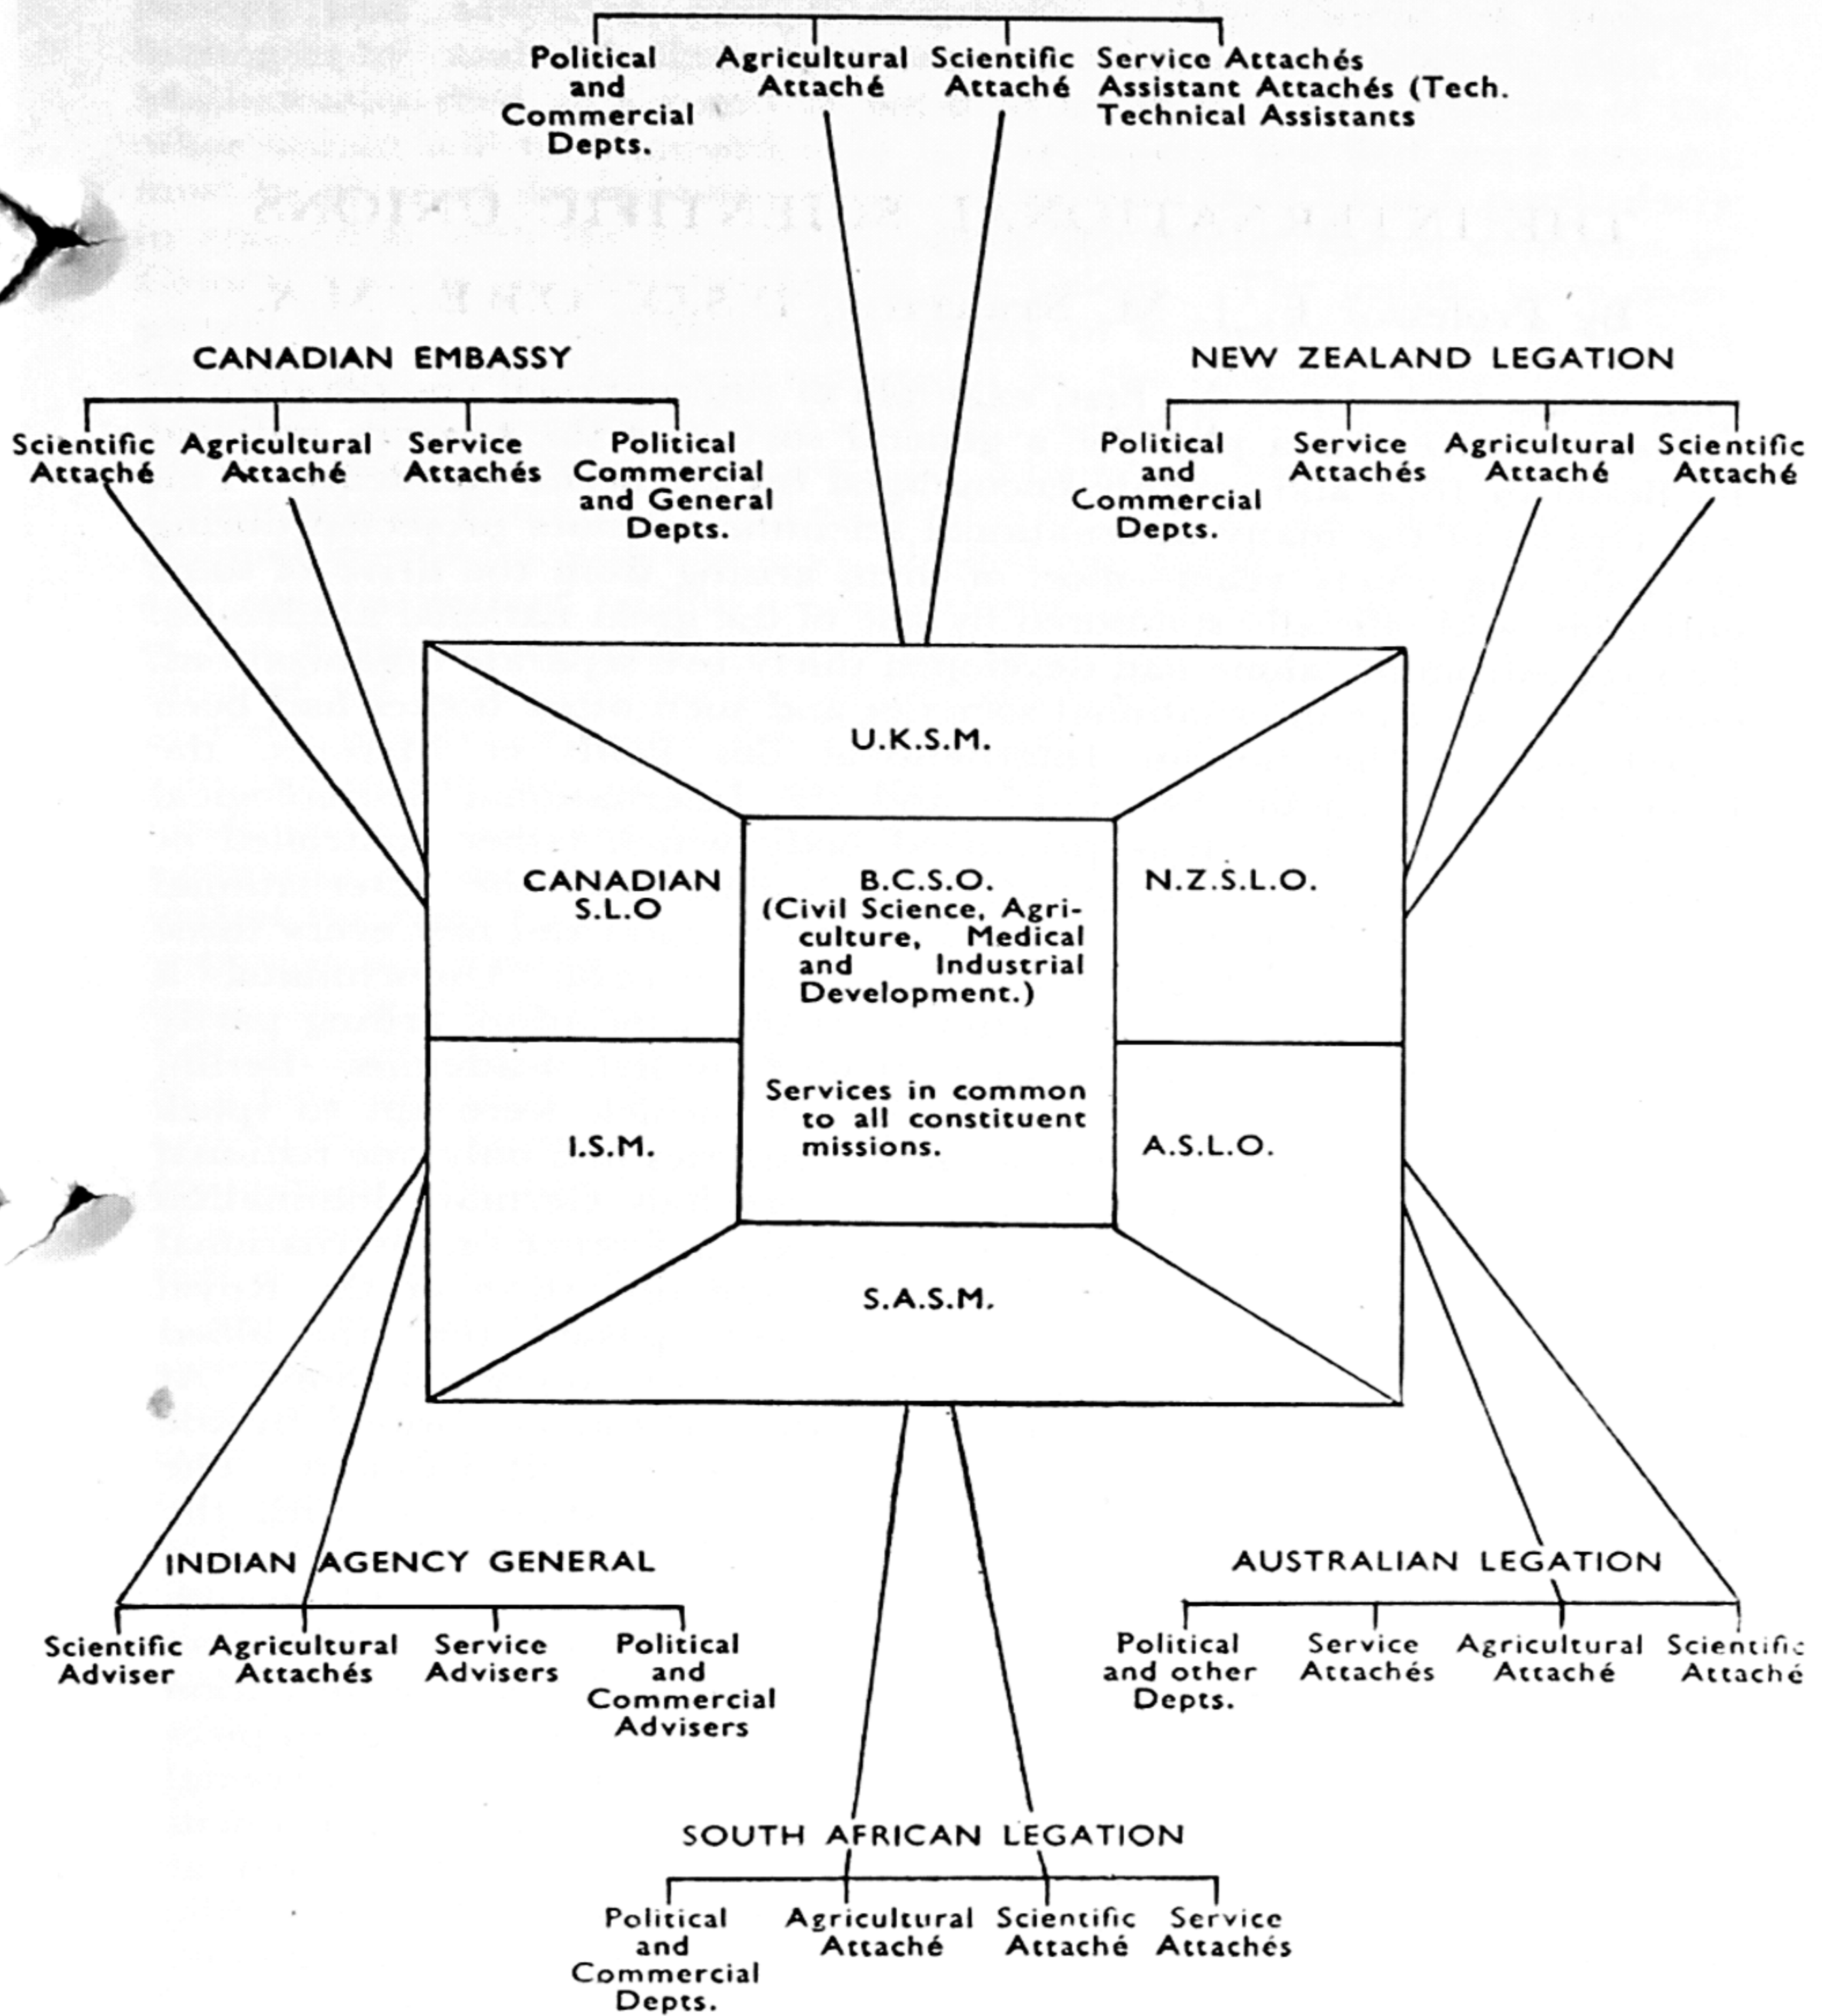 Political
and
Commercial
Depts.
Agricultural
Attaché
Scientific
Attaché
Service Attachés
Assistant Attachés (Tech.
Technical Assistants
CANADIAN EMBASSY
Scientific
Attaché
Agricultural
Attaché
Service
Attachés
Political
Commercial
and General
Depts.
NEW ZEALAND LEGATION
Political
and
Commercial
Depts.
Service
Attachés
Agricultural
Attaché
Scientific
Attaché
U.K.S.M.
CANADIAN
S.L.O
B.C.S.O.
(Civil Science, Agri-
culture, Medical
and Industrial
Development.)
Services in common
to all constituent
missions.
N.Z.S.L.O.
I.S.M.
A.S.L.O.
S.A.S.M.
INDIAN AGENCY GENERAL
Scientific
Adviser
Agricultural
Attachés
Service
Advisers
Political
and
Commercial
Advisers
AUSTRALIAN LEGATION
Political
and other
Depts.
Service
Attachés
Agricultural
Attaché
Scientific
Attaché
SOUTH AFRICAN LEGATION
Political
and
Commercial
Depts.
Agricultural
Attaché
Scientific
Attaché
Service
Attachés